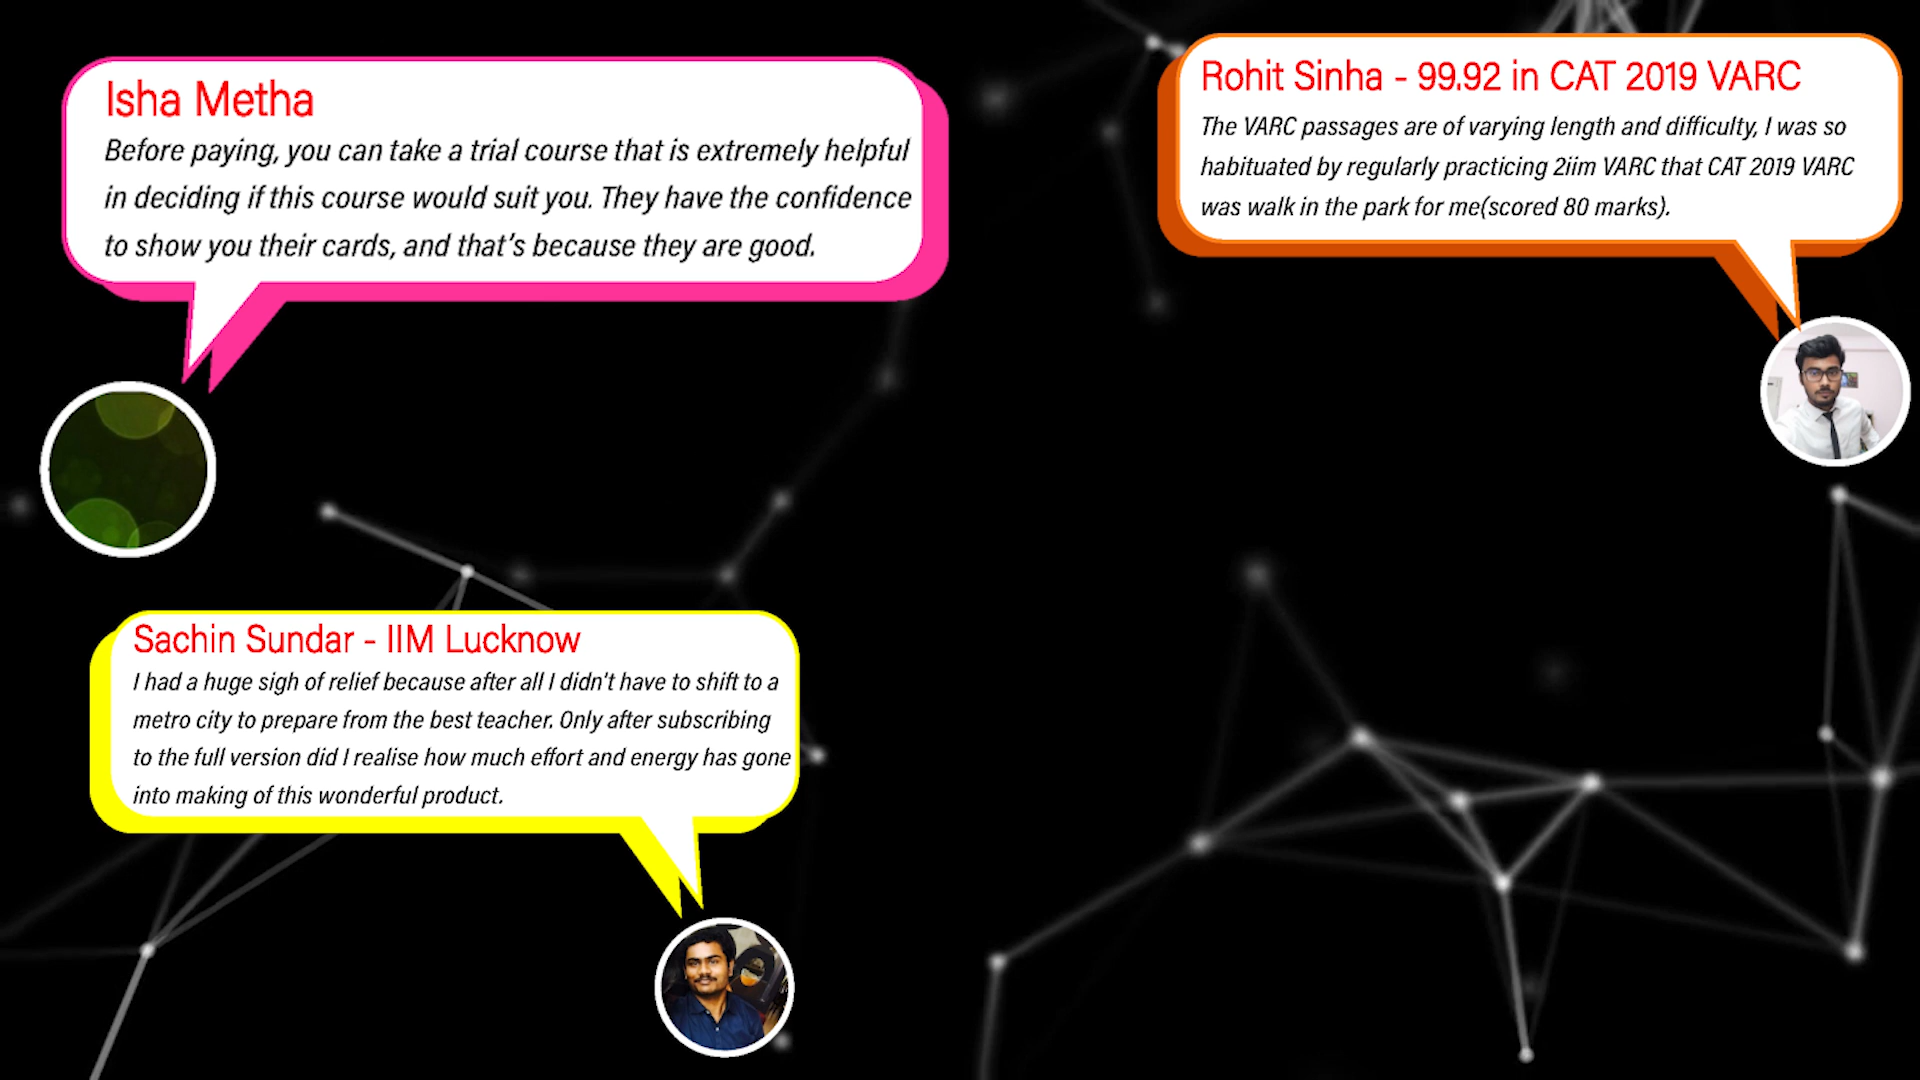 Isha Metha
Before paying, you can take a trial course that is extremely helpful
in deciding if this course would suit you. They have the confidence
to show you their cards, and that's because they are good.
Rohit Sinha - 99.92 in CAT 2019 VARC
The VARC passages are of varying length and difficulty, I was so
habituated by regularly practicing 2iim VARC that CAT 2019 VARC
was walk in the park for me(scored 80 marks).
Sachin Sundar - IIM Lucknow
I had a huge sigh of relief because after all I didn't have to shift to a
metro city to prepare from the best teacher. Only after subscribing
to the full version did I realise how much effort and energy has gone
into making of this wonderful product.